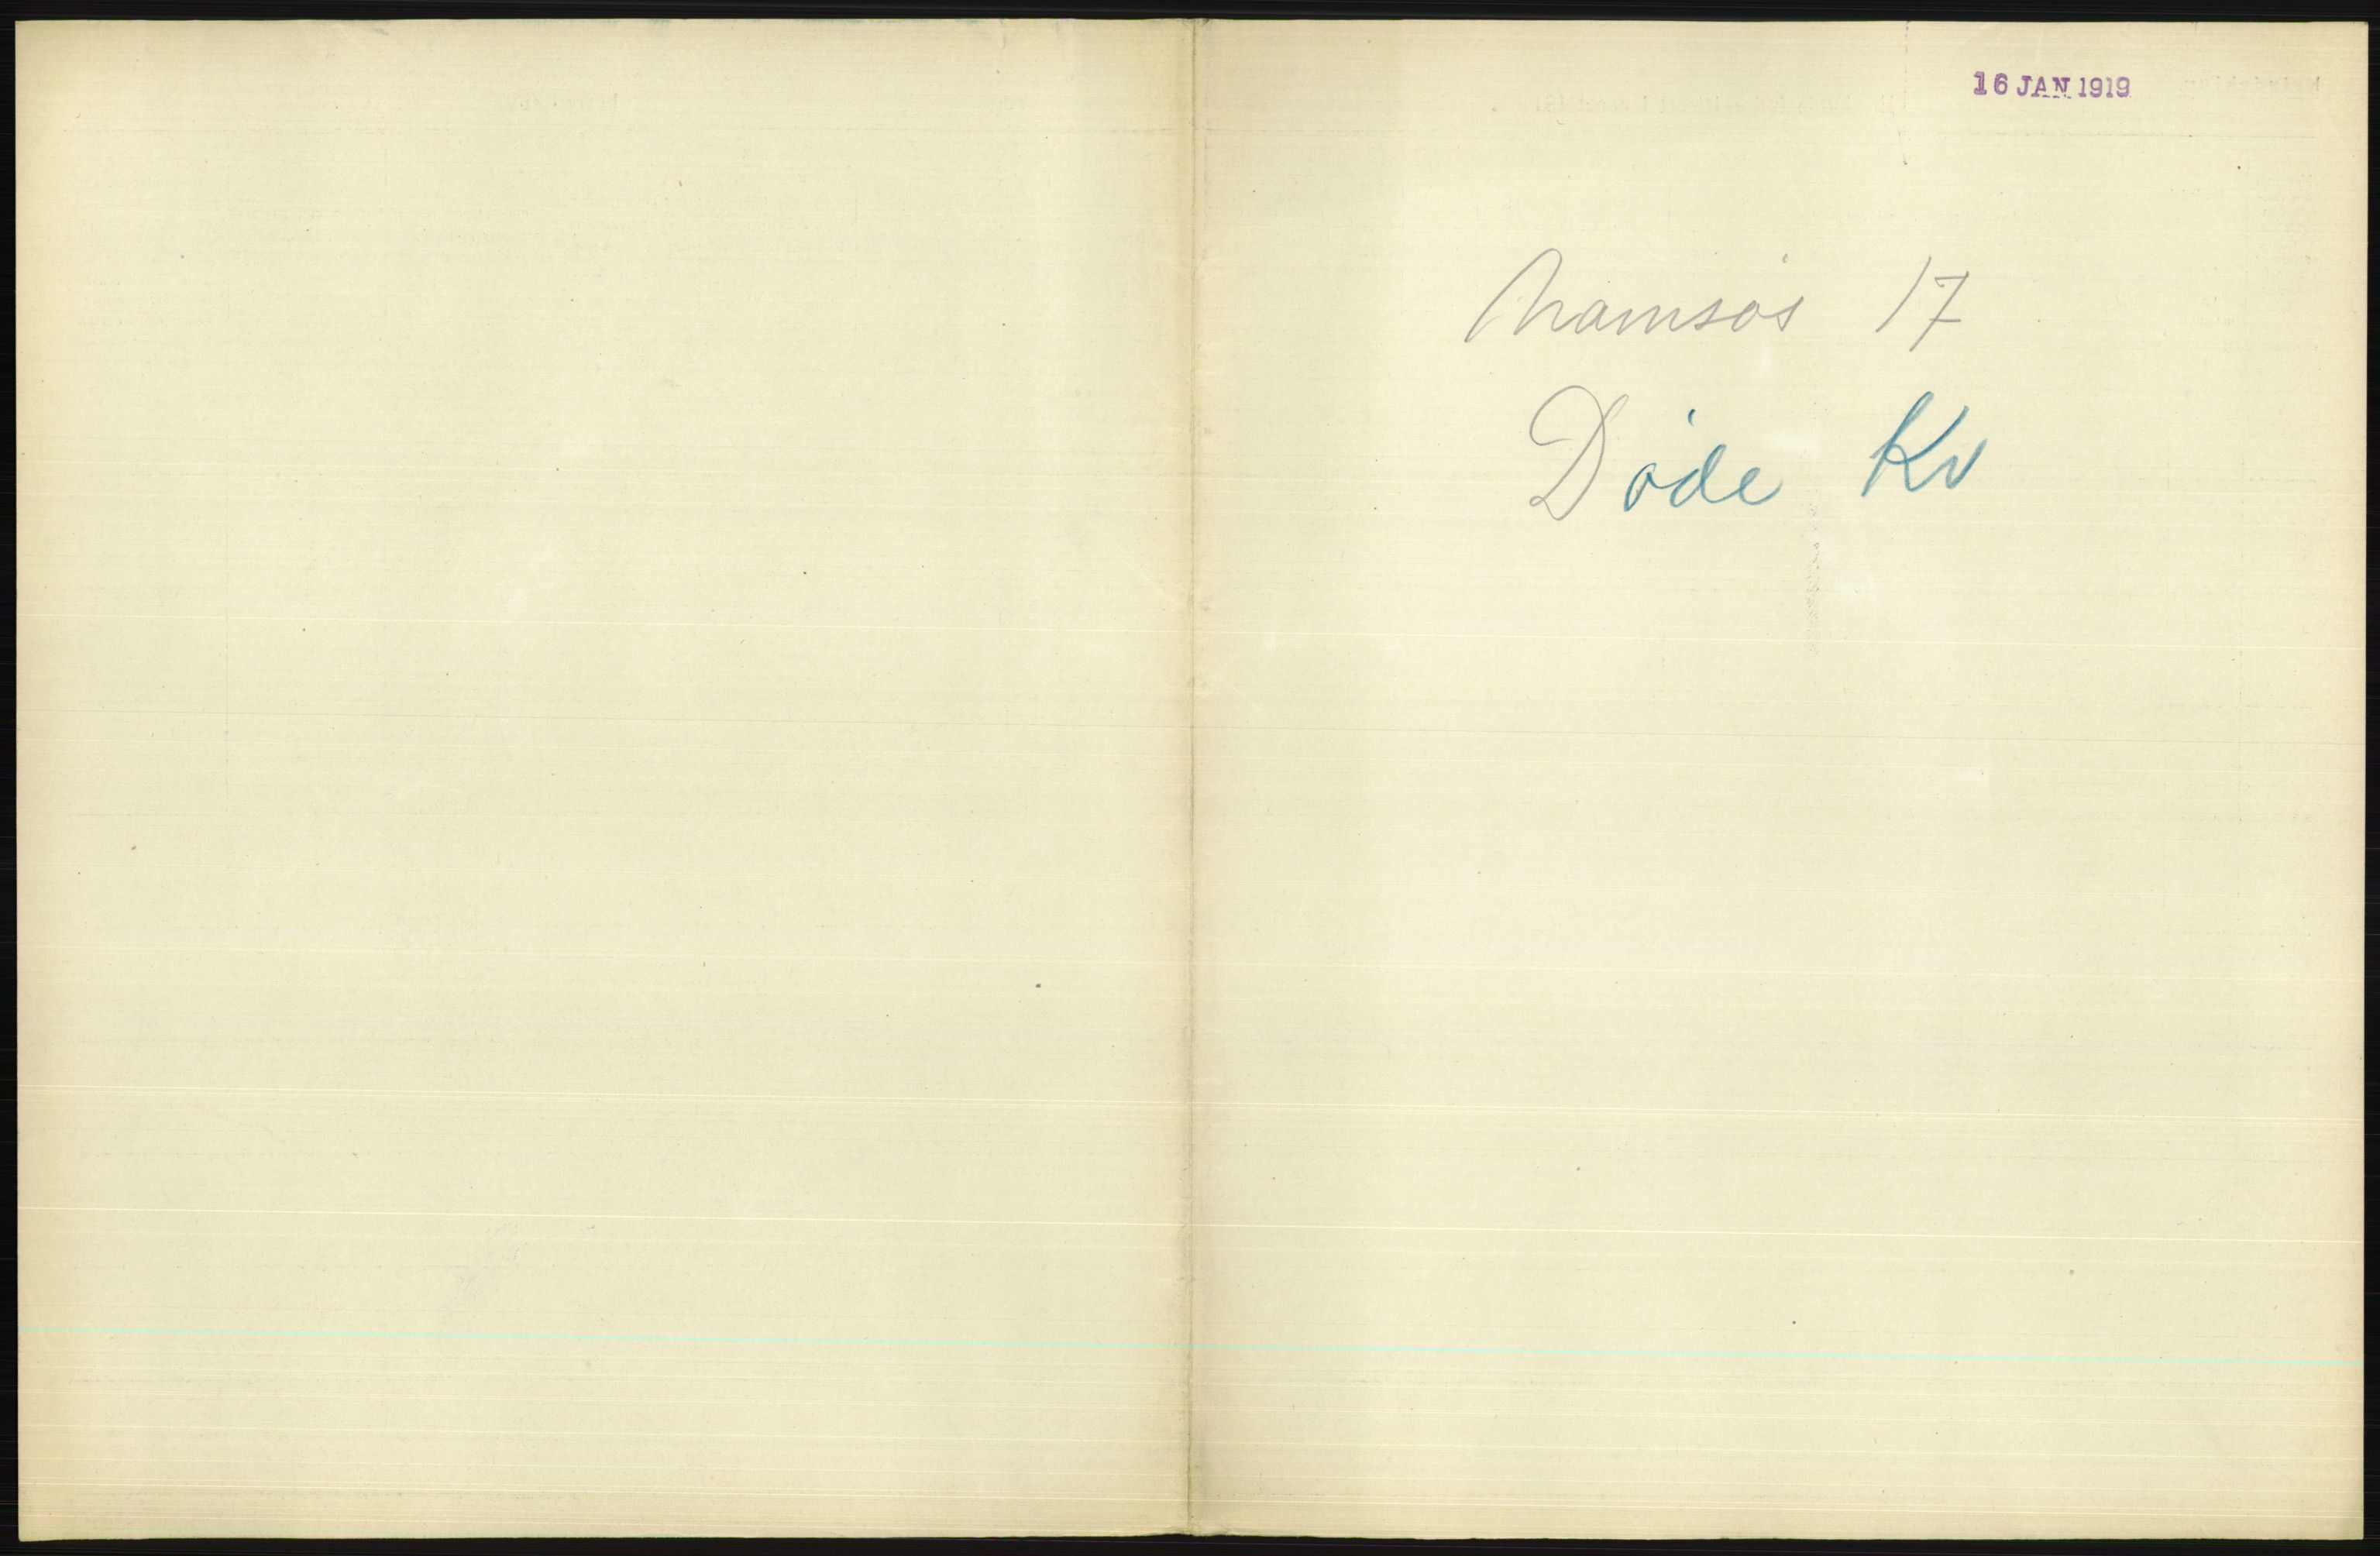 16 JAN 1919
Namsos 17
Døde Kv